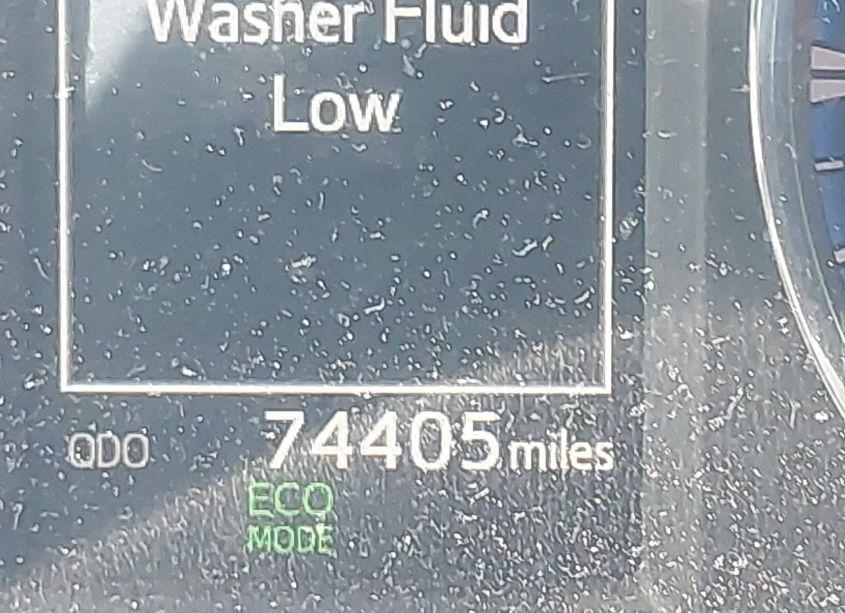 Washer Fluid
Low
ODO 74405 miles
ECO
MODE